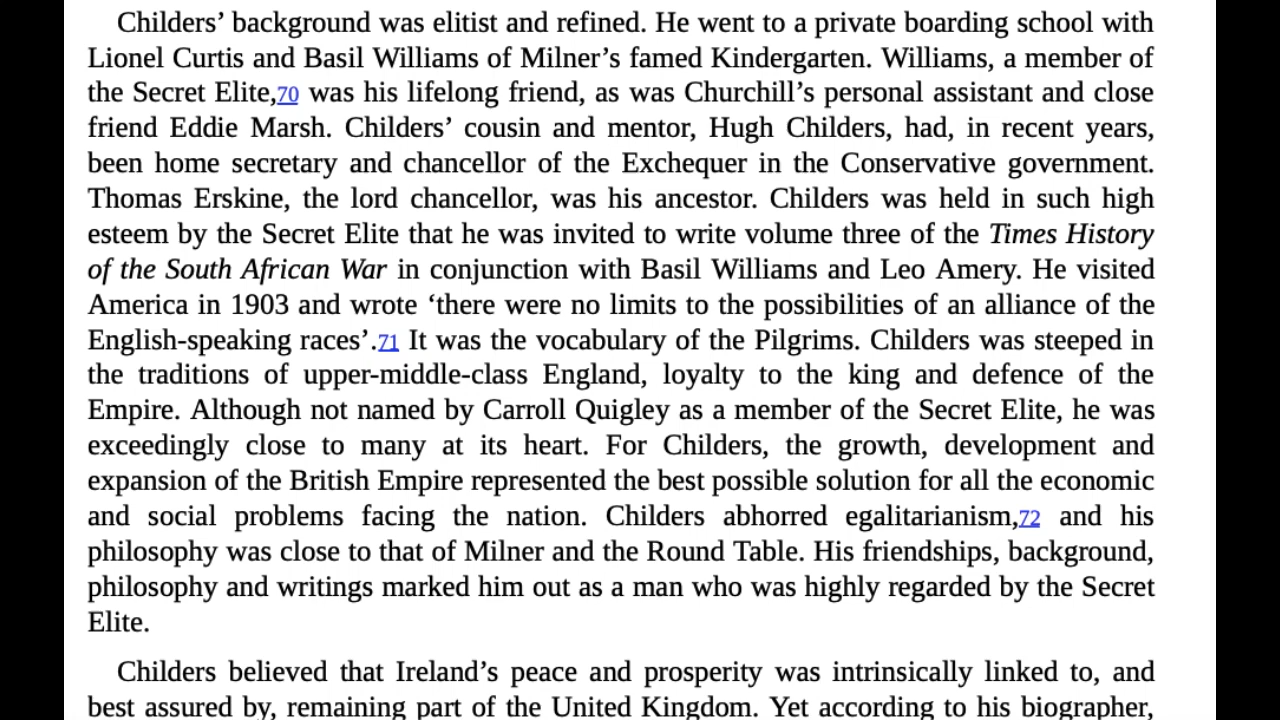 Childers’ background was elitist and refined. He went to a private boarding school with
Lionel Curtis and Basil Williams of Milner’s famed Kindergarten. Williams, a member of
the Secret Elite,70 was his lifelong friend, as was Churchill’s personal assistant and close
friend Eddie Marsh. Childers’ cousin and mentor, Hugh Childers, had, in recent years,
been home secretary and chancellor of the Exchequer in the Conservative government.
Thomas Erskine, the lord chancellor, was his ancestor. Childers was held in such high
esteem by the Secret Elite that he was invited to write volume three of the Times History
of the South African War in conjunction with Basil Williams and Leo Amery. He visited
America in 1903 and wrote ‘there were no limits to the possibilities of an alliance of the
English-speaking races’.71 It was the vocabulary of the Pilgrims. Childers was steeped in
the traditions of upper-middle-class England, loyalty to the king and defence of the
Empire. Although not named by Carroll Quigley as a member of the Secret Elite, he was
exceedingly close to many at its heart. For Childers, the growth, development and
expansion of the British Empire represented the best possible solution for all the economic
and social problems facing the nation. Childers abhorred egalitarianism,72 and his
philosophy was close to that of Milner and the Round Table. His friendships, background,
philosophy and writings marked him out as a man who was highly regarded by the Secret
Elite.
Childers believed that Ireland’s peace and prosperity was intrinsically linked to, and
best assured by, remaining part of the United Kingdom. Yet according to his biographer,